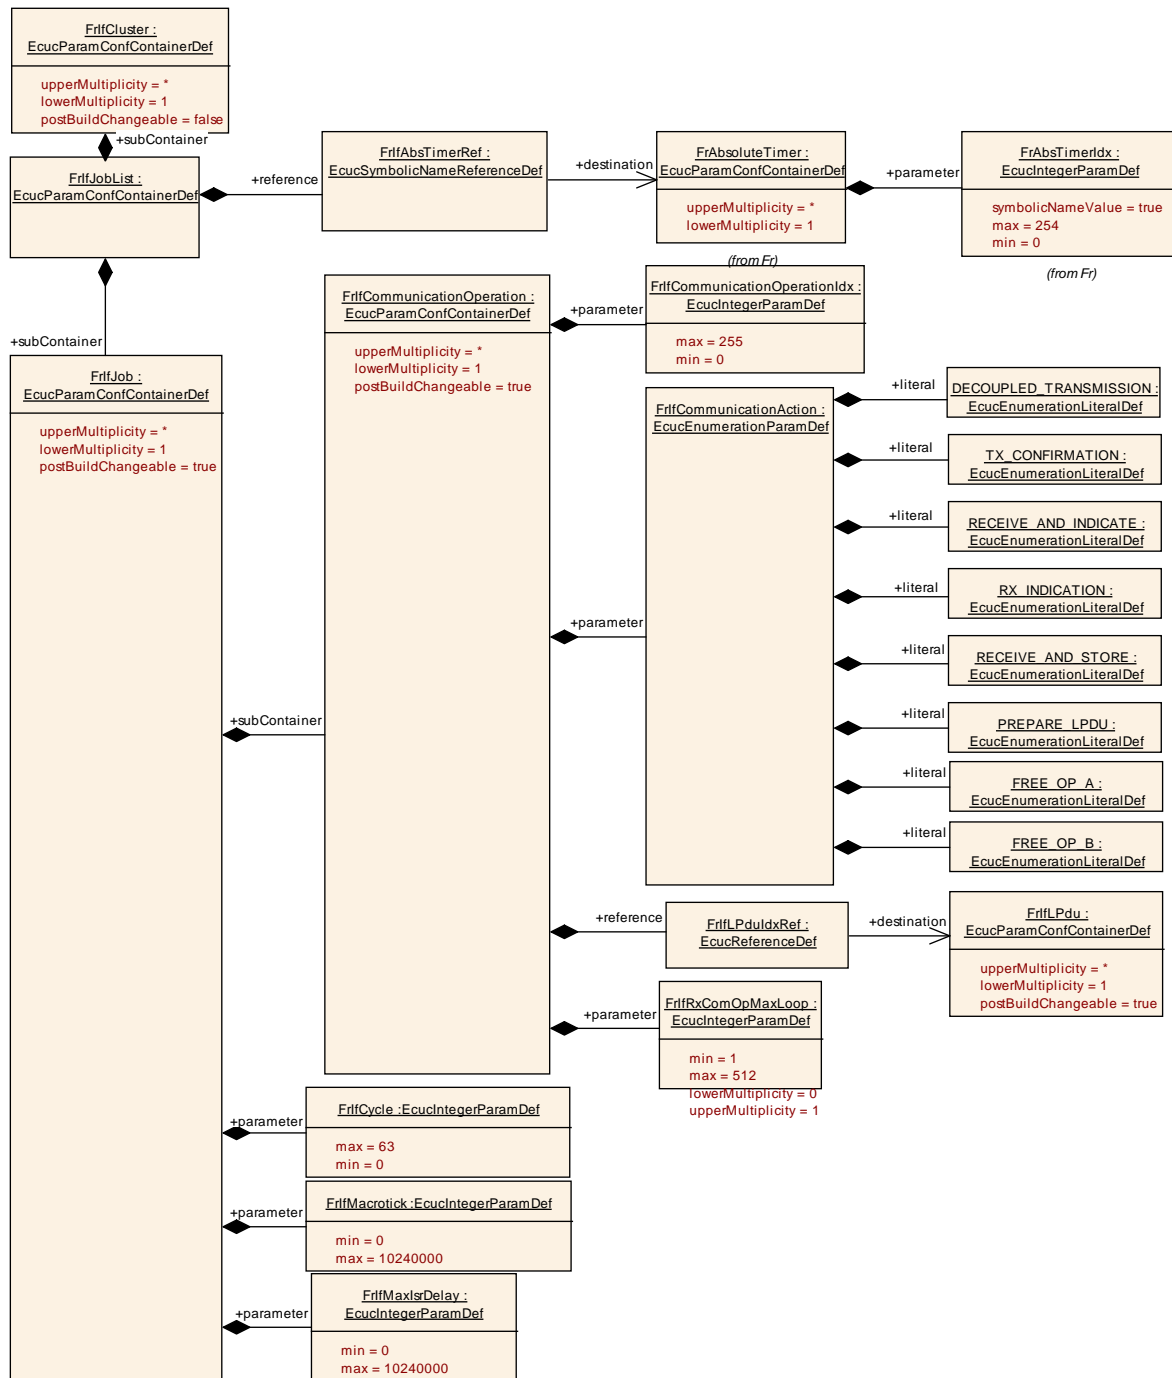 FrIfCluster :
EcucParamConfContainerDef
upperMultiplicity = *
lowerMultiplicity = 1
postBuildChangeable = false
+subContainer
FrIfJobList :
EcucParamConfContainerDef
+reference
FrIfAbsTimerRef :
EcucSymbolicNameReferenceDef
+destination
FrAbsoluteTimer :
EcucParamConfContainerDef
upperMultiplicity = *
lowerMultiplicity = 1
(from Fr)
+parameter
FrAbsTimerIdx :
EcucIntegerParamDef
symbolicNameValue = true
max = 254
min = 0
(from Fr)
+subContainer
FrIfJob :
EcucParamConfContainerDef
upperMultiplicity = *
lowerMultiplicity = 1
postBuildChangeable = true
+subContainer
FrIfCommunicationOperation :
EcucParamConfContainerDef
upperMultiplicity = *
lowerMultiplicity = 1
postBuildChangeable = true
+parameter
FrIfCommunicationOperationIdx :
EcucIntegerParamDef
max = 255
min = 0
+parameter
FrIfCommunicationAction :
EcucEnumerationParamDef
+literal
DECOUPLED_TRANSMISSION :
EcucEnumerationLiteralDef
+literal
TX_CONFIRMATION :
EcucEnumerationLiteralDef
+literal
RECEIVE_AND_INDICATE :
EcucEnumerationLiteralDef
+literal
RX_INDICATION :
EcucEnumerationLiteralDef
+literal
RECEIVE_AND_STORE :
EcucEnumerationLiteralDef
+literal
PREPARE_LPDU :
EcucEnumerationLiteralDef
+literal
FREE_OP_A :
EcucEnumerationLiteralDef
+literal
FREE_OP_B :
EcucEnumerationLiteralDef
+reference
FrIfLPduIdxRef :
EcucReferenceDef
+destination
FrIfLPdu :
EcucParamConfContainerDef
upperMultiplicity = *
lowerMultiplicity = 1
postBuildChangeable = true
+parameter
FrIfRxComOpMaxLoop :
EcucIntegerParamDef
min = 1
max = 512
lowerMultiplicity = 0
upperMultiplicity = 1
+parameter
FrIfCycle :EcucIntegerParamDef
max = 63
min = 0
+parameter
FrIfMacrotick :EcucIntegerParamDef
min = 0
max = 10240000
+parameter
FrIfMaxIsrDelay :
EcucIntegerParamDef
min = 0
max = 10240000